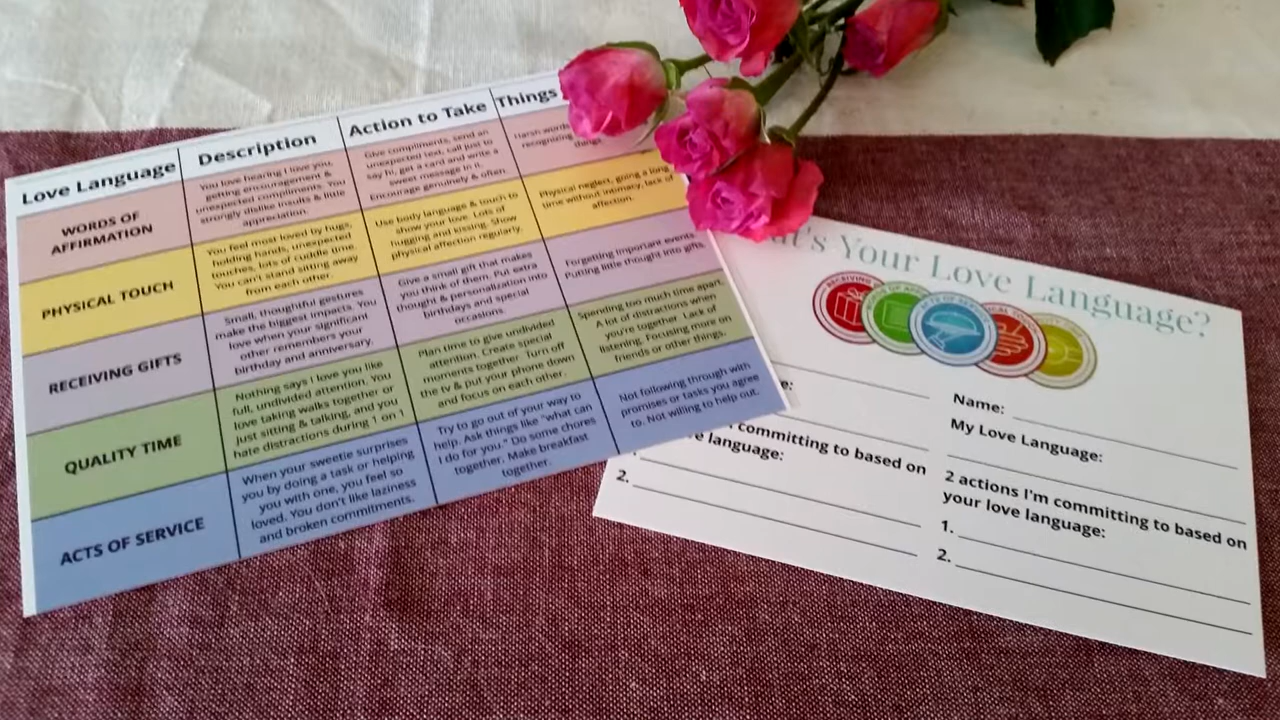 Love Language
Description
Action to Take
Things
WORDS OF
AFFIRMATION
You love hearing I love you,
getting encouragement &
unexpected compliments. You
strongly dislike insults & live
appreciation.
Give compliments, send an
unexpected text, call just to
say hi, get a card and write a
sweet message in it.
Encourage genuinely & often.
Harsh words
recognizing
things
PHYSICAL TOUCH
You feel most loved by hugs,
holding hands, unexpected
touches, lots of cuddle time.
You can't stand sitting away
from each other.
Use body language & touch to
show your love. Lots of
hugging and kissing. Show
physical affection regularly.
Physical neglect, going a long
time without intimacy, lack of
affection.
RECEIVING GIFTS
Small, thoughtful gestures
make the biggest impacts. You
love when your significant
other remembers your
birthday and anniversary.
Give a small gift that makes
you think of them. Put extra
thought & personalization into
birthdays and special
occasions.
Forgetting important events.
Putting little thought into gifts.
QUALITY TIME
Nothing says I love you like
full, undivided attention. You
love taking walks together or
just sitting & talking, and you
hate distractions during 1 on 1
Plan time to give undivided
attention. Create special
moments together. Turn off
the tv & put your phone down
and focus on each other.
Spending too much time apart.
A lot of distractions when
you're together. Lack of
listening. Focusing more on
friends or other things.
ACTS OF SERVICE
When your sweetie surprises
you by doing a task or helping
you with one, you feel so
loved. You don't like laziness
and broken commitments.
Try to go out of your way to
help. Ask things like "what can
I do for you." Do some chores
together. Make breakfast
together.
Not following through with
promises or tasks you agree
to. Not willing to help out.
at's Your Love Language?
RECEIVING
e:
committing to based on
e language:
2.
Name:
My Love Language:
2 actions I'm committing to based on
your love language:
1.
2.